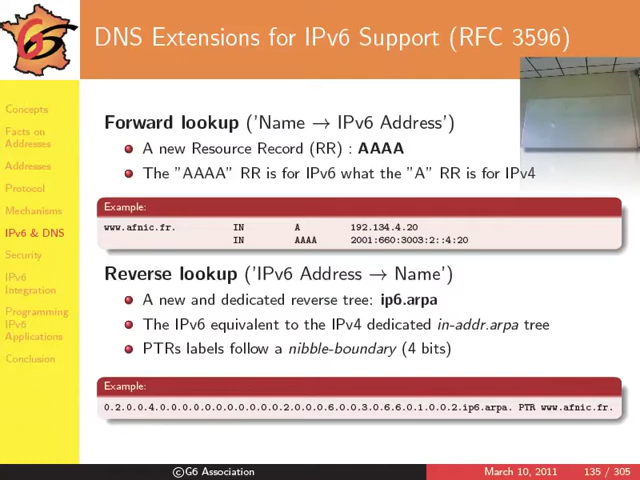 G6
DNS Extensions for IPv6 Support (RFC 3596)
Concepts
Facts on
Addresses
Addresses
Protocol
Mechanisms
IPv6 & DNS
Security
IPv6
Integration
Programming
IPv6
Applications
Conclusion
Forward lookup ('Name → IPv6 Address')
A new Resource Record (RR) : AAAA
The "AAAA" RR is for IPv6 what the "A" RR is for IPv4
Example:
www.afnic.fr. IN A 192.134.4.20
IN AAAA 2001:660:3003:2::4:20
Reverse lookup ('IPv6 Address → Name')
A new and dedicated reverse tree: ip6.arpa
The IPv6 equivalent to the IPv4 dedicated in-addr.arpa tree
PTRs labels follow a nibble-boundary (4 bits)
Example:
0.2.0.0.4.0.0.0.0.0.0.0.0.0.0.0.2.0.0.0.6.0.0.3.0.6.6.0.1.0.0.2.ip6.arpa. PTR www.afnic.fr.
©G6 Association March 10, 2011 135 / 305